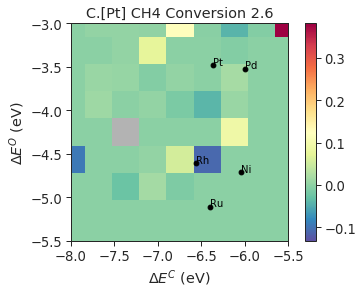 C.[Pt] CH4 Conversion 2.6
−3.0
−3.5
−4.0
−4.5
−5.0
−5.5
ΔE^O (eV)
Pt
Pd
Rh
Ni
Ru
−8.0 −7.5 −7.0 −6.5 −6.0 −5.5
ΔE^C (eV)
0.3
0.2
0.1
0.0
−0.1